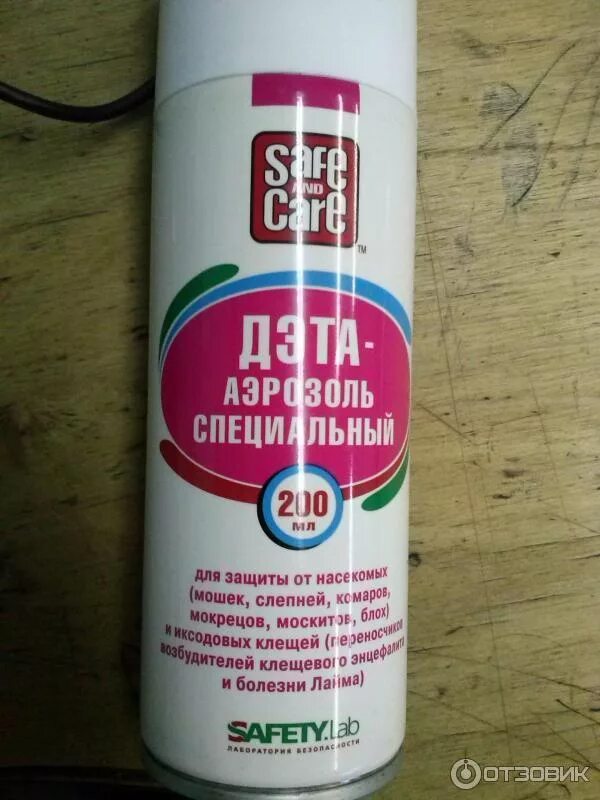 Safe
AND
Care
TM
ДЭТА-
АЭРОЗОЛЬ
СПЕЦИАЛЬНЫЙ
200
МЛ
для защиты от насекомых
(мошек, слепней, комаров,
мокрецов, москитов, блох)
и иксодовых клещей (переносчиков
возбудителей клещевого энцефалита
и болезни Лайма)
SAFETY.Lab
ЛАБОРАТОРИЯ БЕЗОПАСНОСТИ
ОТЗОВИК